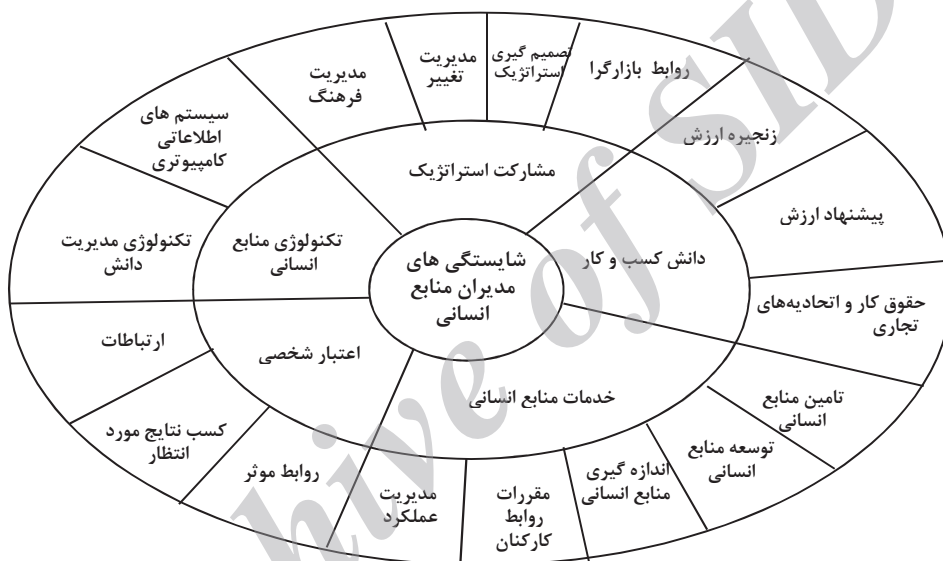 شایستگی های
مدیران منابع
انسانی
مشارکت استراتژیک
دانش کسب و کار
خدمات منابع انسانی
اعتبار شخصی
تکنولوژی منابع
انسانی
مدیریت
فرهنگ
مدیریت
تغییر
تصمیم گیری
استراتژیک
روابط بازارگرا
زنجیره ارزش
پیشنهاد ارزش
حقوق کار و اتحادیه‌های
تجاری
تامین منابع
انسانی
توسعه منابع
انسانی
اندازه گیری
منابع انسانی
مقررات
روابط
کارکنان
مدیریت
عملکرد
روابط موثر
کسب نتایج مورد
انتظار
ارتباطات
تکنولوژی مدیریت
دانش
سیستم های
اطلاعاتی
کامپیوتری
hive of SID